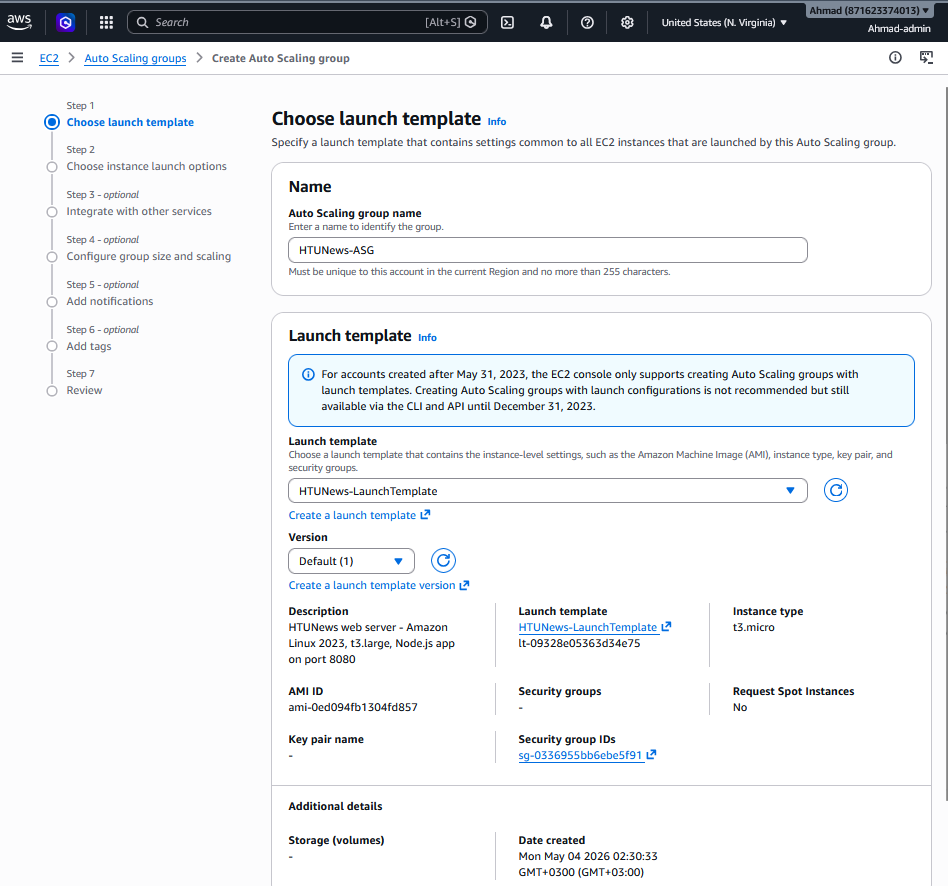 aws
Search
[Alt+S]
United States (N. Virginia)
Ahmad (871623374013)
Ahmad-admin
EC2
Auto Scaling groups
Create Auto Scaling group
Step 1
Choose launch template
Step 2
Choose instance launch options
Step 3 - optional
Integrate with other services
Step 4 - optional
Configure group size and scaling
Step 5 - optional
Add notifications
Step 6 - optional
Add tags
Step 7
Review
Choose launch template Info
Specify a launch template that contains settings common to all EC2 instances that are launched by this Auto Scaling group.
Name
Auto Scaling group name
Enter a name to identify the group.
HTUNews-ASG
Must be unique to this account in the current Region and no more than 255 characters.
Launch template Info
For accounts created after May 31, 2023, the EC2 console only supports creating Auto Scaling groups with
launch templates. Creating Auto Scaling groups with launch configurations is not recommended but still
available via the CLI and API until December 31, 2023.
Launch template
Choose a launch template that contains the instance-level settings, such as the Amazon Machine Image (AMI), instance type, key pair, and
security groups.
HTUNews-LaunchTemplate
Create a launch template
Version
Default (1)
Create a launch template version
Description
HTUNews web server - Amazon
Linux 2023, t3.large, Node.js app
on port 8080
Launch template
HTUNews-LaunchTemplate
lt-09328e05363d34e75
Instance type
t3.micro
AMI ID
ami-0ed094fb1304fd857
Security groups
-
Request Spot Instances
No
Key pair name
-
Security group IDs
sg-0336955bb6ebe5f91
Additional details
Storage (volumes)
-
Date created
Mon May 04 2026 02:30:33
GMT+0300 (GMT+03:00)